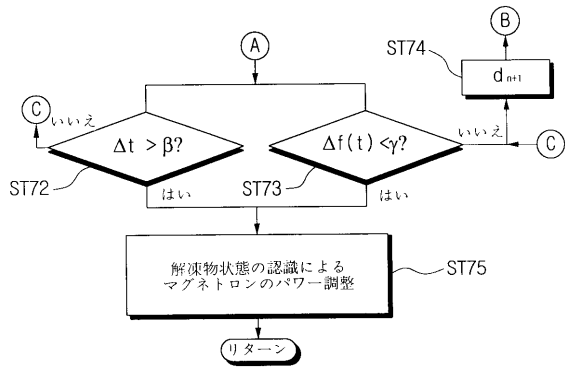 A
B
ST74
d n+1
C
いいえ
Δt > β?
Δf(t) <γ?
いいえ
C
ST72
はい
ST73
はい
解凍物状態の認識による
マグネトロンのパワー調整
ST75
リターン